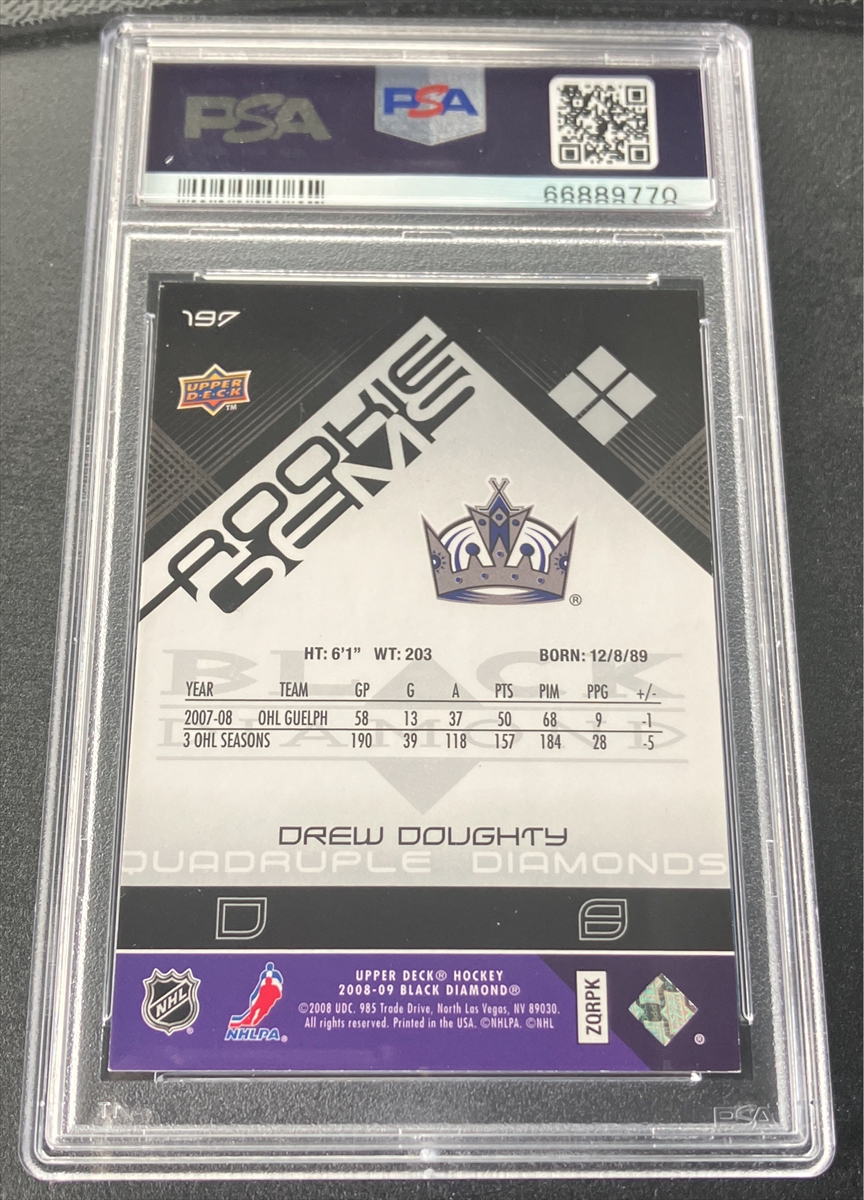 PSA
PSA
66889770
197
UPPER
D·E·C·K
TM
ROOKIE
GEMS
®
HT: 6'1" WT: 203 BORN: 12/8/89
BLACK
DIAMOND
YEAR TEAM GP G A PTS PIM PPG +/-
2007-08 OHL GUELPH 58 13 37 50 68 9 -1
3 OHL SEASONS 190 39 118 157 184 28 -5
DREW DOUGHTY
QUADRUPLE DIAMONDS
D 8
NHL
®
NHLPA.
®
UPPER DECK® HOCKEY
2008-09 BLACK DIAMOND®
©2008 UDC. 985 Trade Drive, North Las Vegas, NV 89030.
All rights reserved. Printed in the USA. ©NHLPA. ©NHL
ZQRPK
®
PSA